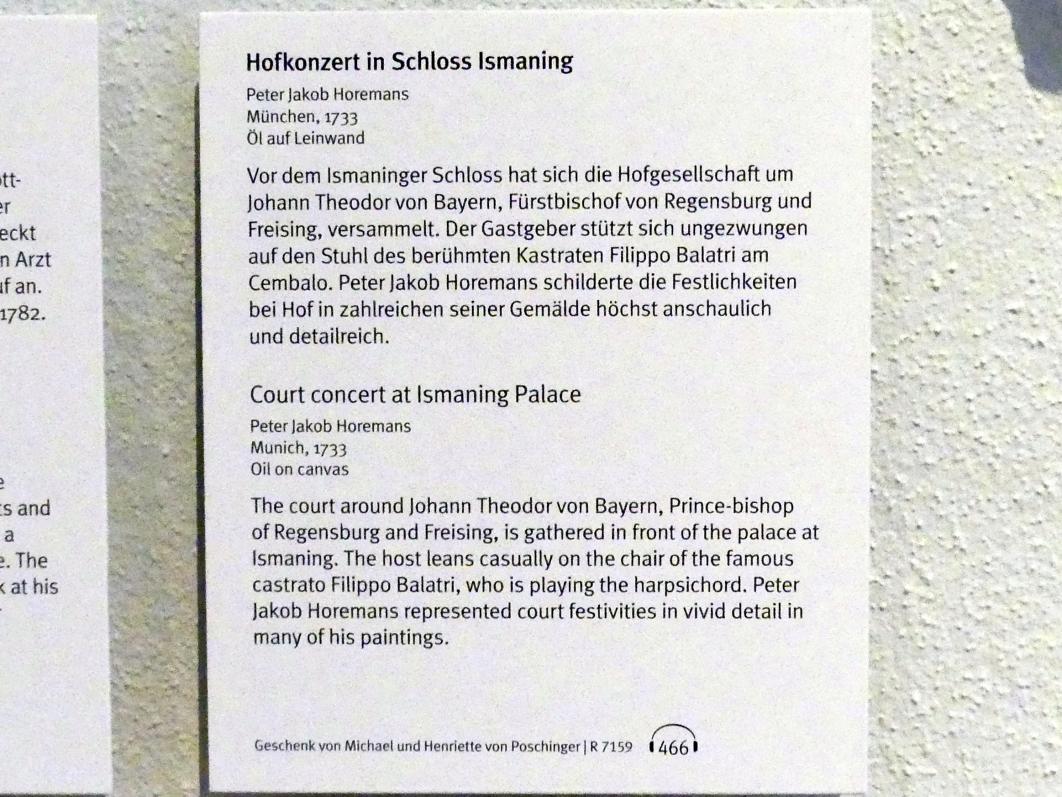 Hofkonzert in Schloss Ismaning
Peter Jakob Horemans
München, 1733
Öl auf Leinwand
Vor dem Ismaninger Schloss hat sich die Hofgesellschaft um
Johann Theodor von Bayern, Fürstbischof von Regensburg und
Freising, versammelt. Der Gastgeber stützt sich ungezwungen
auf den Stuhl des berühmten Kastraten Filippo Balatri am
Cembalo. Peter Jakob Horemans schilderte die Festlichkeiten
bei Hof in zahlreichen seiner Gemälde höchst anschaulich
und detailreich.
Court concert at Ismaning Palace
Peter Jakob Horemans
Munich, 1733
Oil on canvas
The court around Johann Theodor von Bayern, Prince-bishop
of Regensburg and Freising, is gathered in front of the palace at
Ismaning. The host leans casually on the chair of the famous
castrato Filippo Balatri, who is playing the harpsichord. Peter
Jakob Horemans represented court festivities in vivid detail in
many of his paintings.
Geschenk von Michael und Henriette von Poschinger | R 7159
466
Arzt
an.
1782.
and
a
The
at his